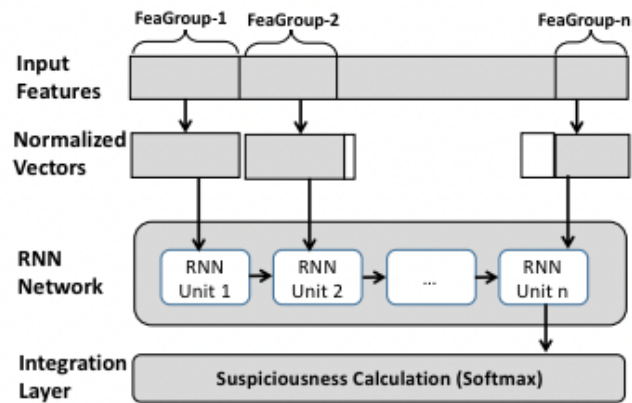 FeaGroup-1
FeaGroup-2
FeaGroup-n
Input
Features
Normalized
Vectors
RNN
Network
RNN
Unit 1
RNN
Unit 2
...
RNN
Unit n
Integration
Layer
Suspiciousness Calculation (Softmax)